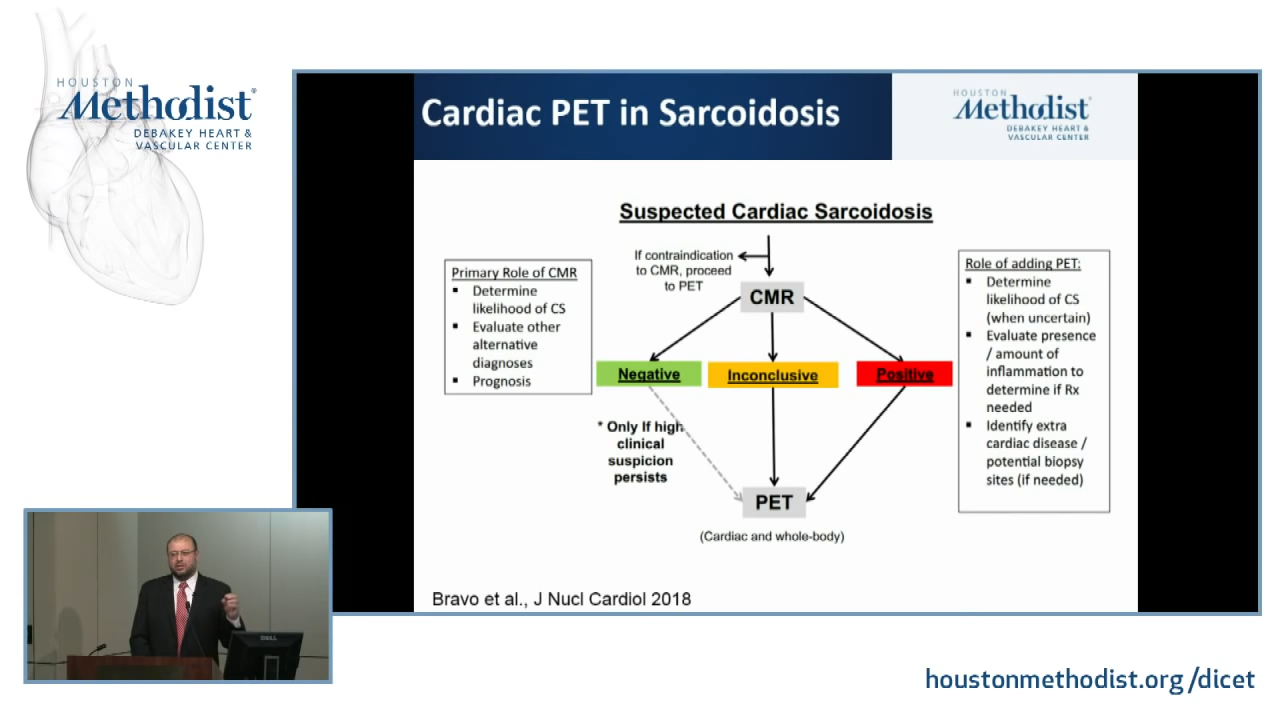 HOUSTON
Methodist®
DEBAKEY HEART &
VASCULAR CENTER
Cardiac PET in Sarcoidosis
HOUSTON
Methodist®
DEBAKEY HEART &
VASCULAR CENTER
Suspected Cardiac Sarcoidosis
If contraindication
to CMR, proceed
to PET
CMR
Primary Role of CMR
▪ Determine
likelihood of CS
▪ Evaluate other
alternative
diagnoses
▪ Prognosis
Negative
Inconclusive
Positive
* Only If high
clinical
suspicion
persists
PET
(Cardiac and whole-body)
Role of adding PET:
▪ Determine
likelihood of CS
(when uncertain)
▪ Evaluate presence
/ amount of
inflammation to
determine if Rx
needed
▪ Identify extra
cardiac disease /
potential biopsy
sites (if needed)
Bravo et al., J Nucl Cardiol 2018
DELL
houstonmethodist.org/dicet